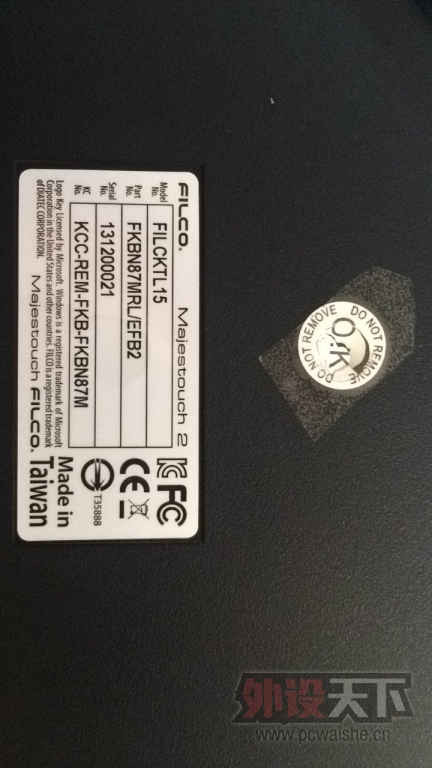 FILCO. Majestouch 2
Model No. FILCKTL15
Part No. FKBN87MRL/EFB2
Serial No. 131200021
KC No. KCC-REM-FKB-FKBN87M
Logo Key Licensed by Microsoft. Windows is a registered trademark of Microsoft
Corporation in the United States and other countries. FILCO is a registered trademark
of DIATEC CORPORATION. Majestouch FILCO.
FC
CE
T35888
Made in
Taiwan
DO NOT REMOVE DO NOT REMOVE
O.K
外设天下
www.pcwaishe.cn